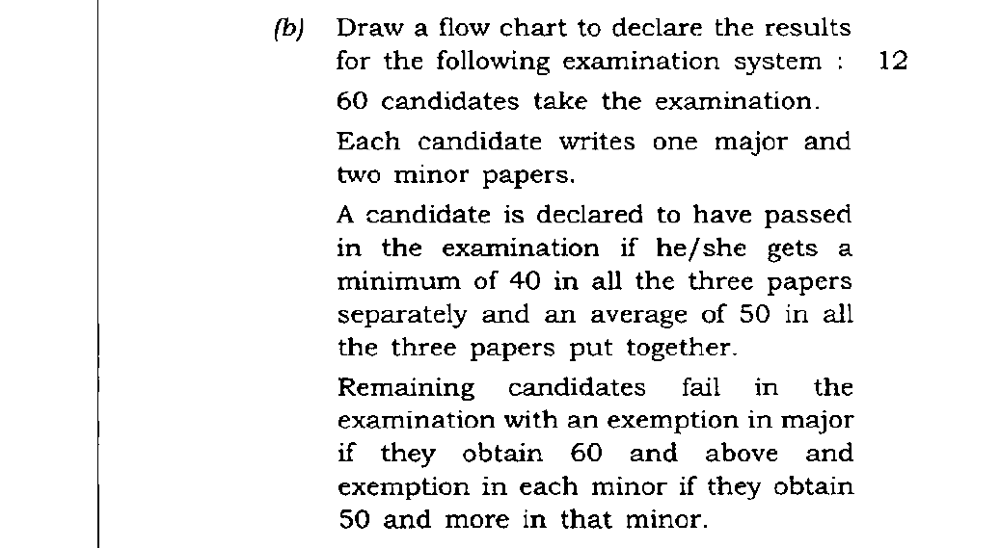 (b) Draw a flow chart to declare the results
for the following examination system : 12
60 candidates take the examination.
Each candidate writes one major and
two minor papers.
A candidate is declared to have passed
in the examination if he/she gets a
minimum of 40 in all the three papers
separately and an average of 50 in all
the three papers put together.
Remaining candidates fail in the
examination with an exemption in major
if they obtain 60 and above and
exemption in each minor if they obtain
50 and more in that minor.